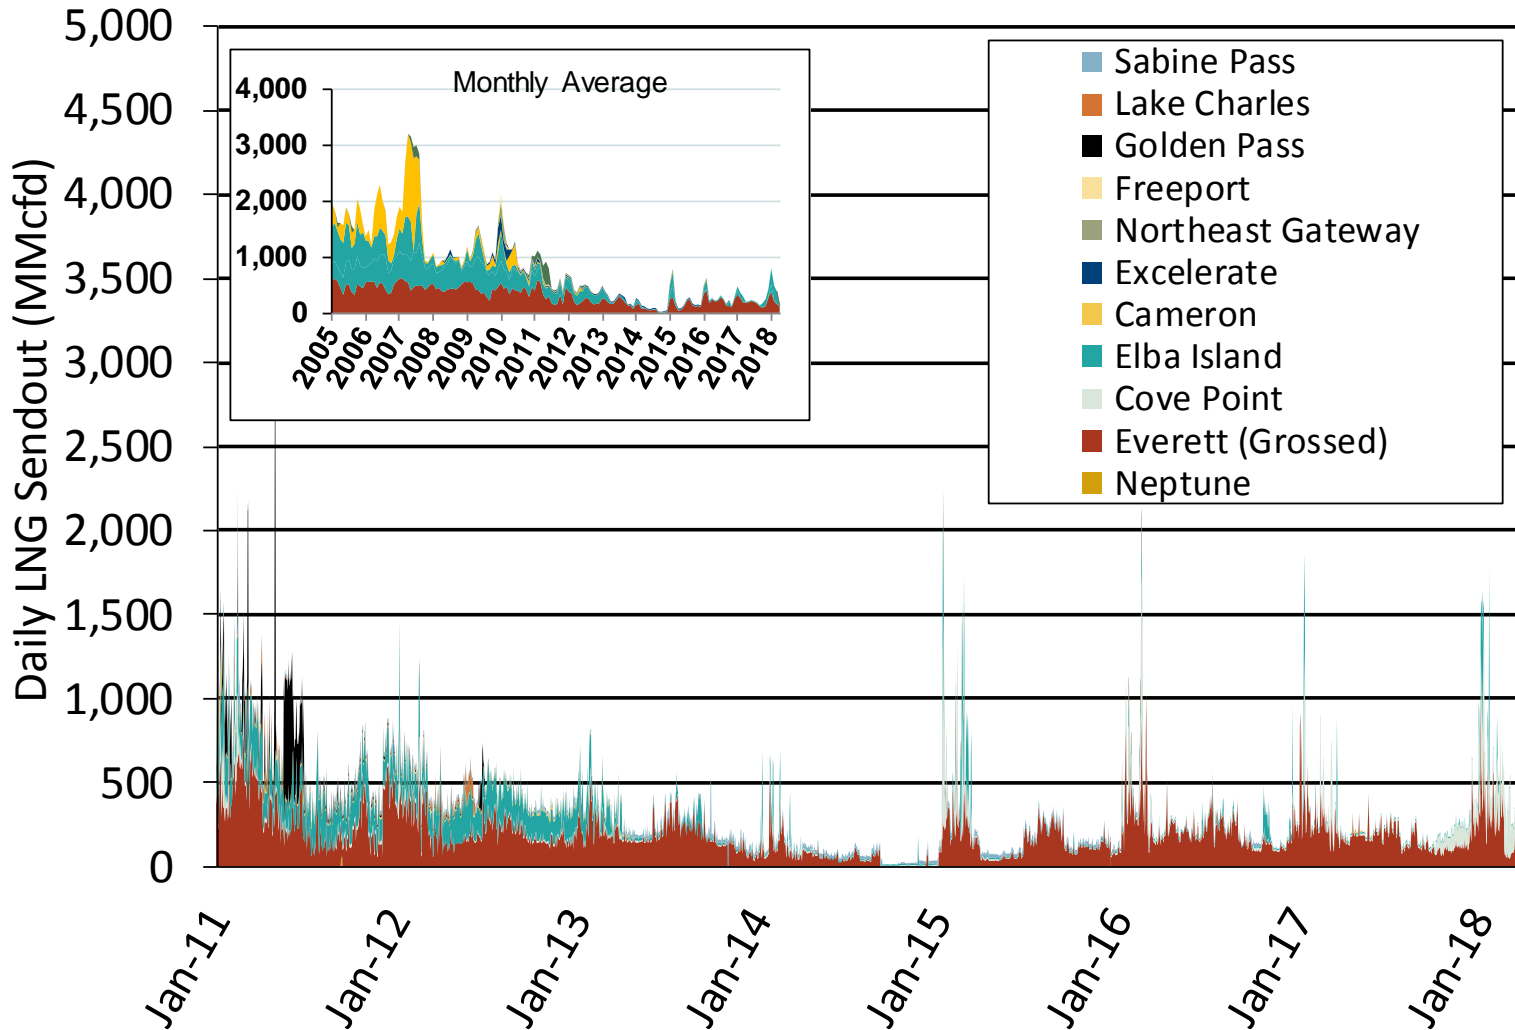 Daily LNG Sendout (MMcfd)
5,000
4,500
4,000
3,500
3,000
2,500
2,000
1,500
1,000
500
0
Monthly Average
4,000
3,000
2,000
1,000
0
2005
2006
2007
2008
2009
2010
2011
2012
2013
2014
2015
2016
2017
2018
Sabine Pass
Lake Charles
Golden Pass
Freeport
Northeast Gateway
Excelerate
Cameron
Elba Island
Cove Point
Everett (Grossed)
Neptune
Jan-11
Jan-12
Jan-13
Jan-14
Jan-15
Jan-16
Jan-17
Jan-18